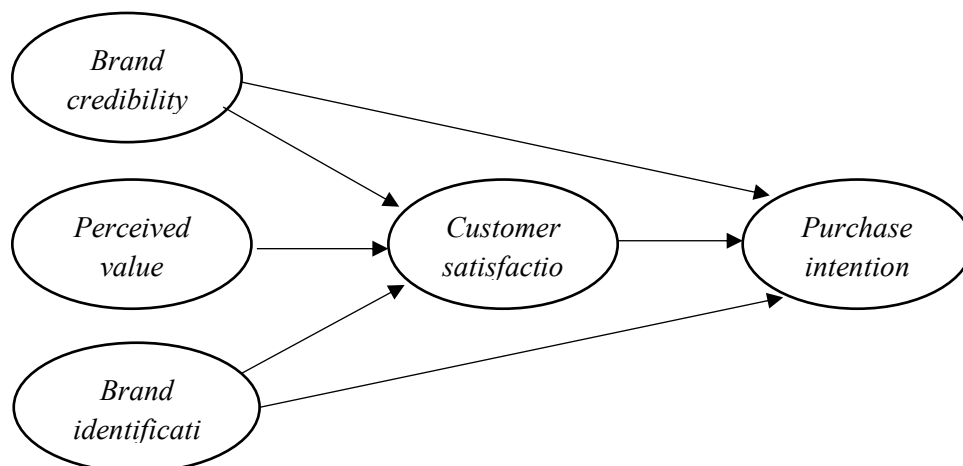 Brand
credibility
Perceived
value
Customer
satisfactio
Purchase
intention
Brand
identificati